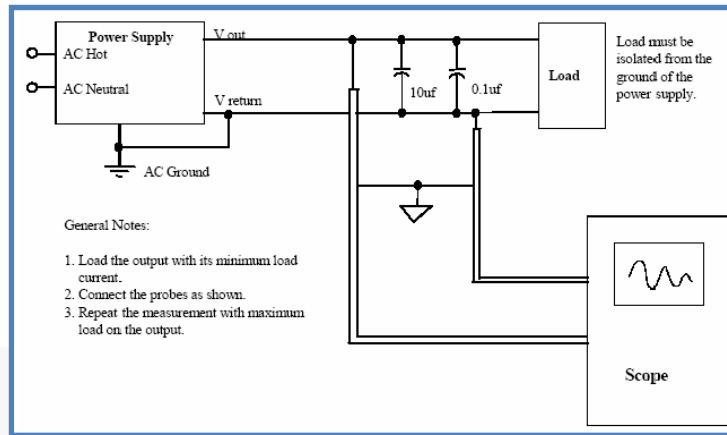 Power Supply
AC Hot
AC Neutral
V out
V return
AC Ground
10uf
0.1uf
Load
Load must be
isolated from the
ground of the
power supply.
General Notes:
1. Load the output with its minimum load
current.
2. Connect the probes as shown.
3. Repeat the measurement with maximum
load on the output.
Scope